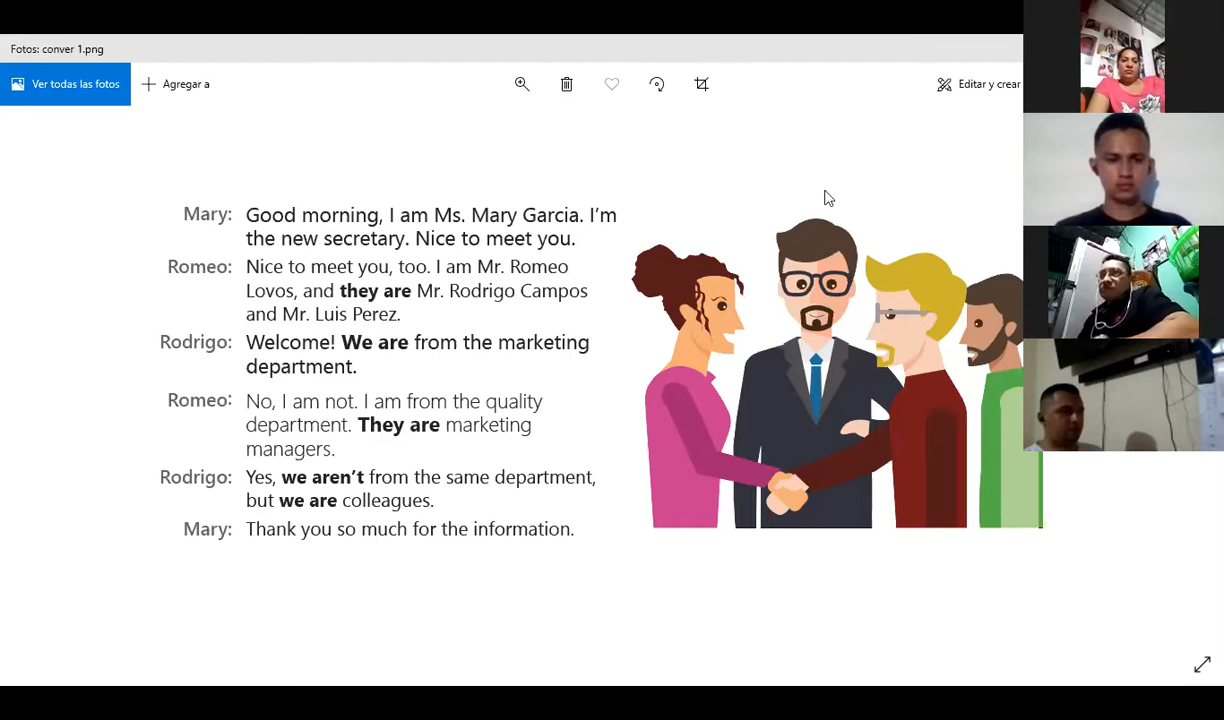 Fotos: conver 1.png
Ver todas las fotos
Agregar a
Editar y crear
Mary: Good morning, I am Ms. Mary Garcia. I'm
the new secretary. Nice to meet you.
Romeo: Nice to meet you, too. I am Mr. Romeo
Lovos, and they are Mr. Rodrigo Campos
and Mr. Luis Perez.
Rodrigo: Welcome! We are from the marketing
department.
Romeo: No, I am not. I am from the quality
department. They are marketing
managers.
Rodrigo: Yes, we aren't from the same department,
but we are colleagues.
Mary: Thank you so much for the information.